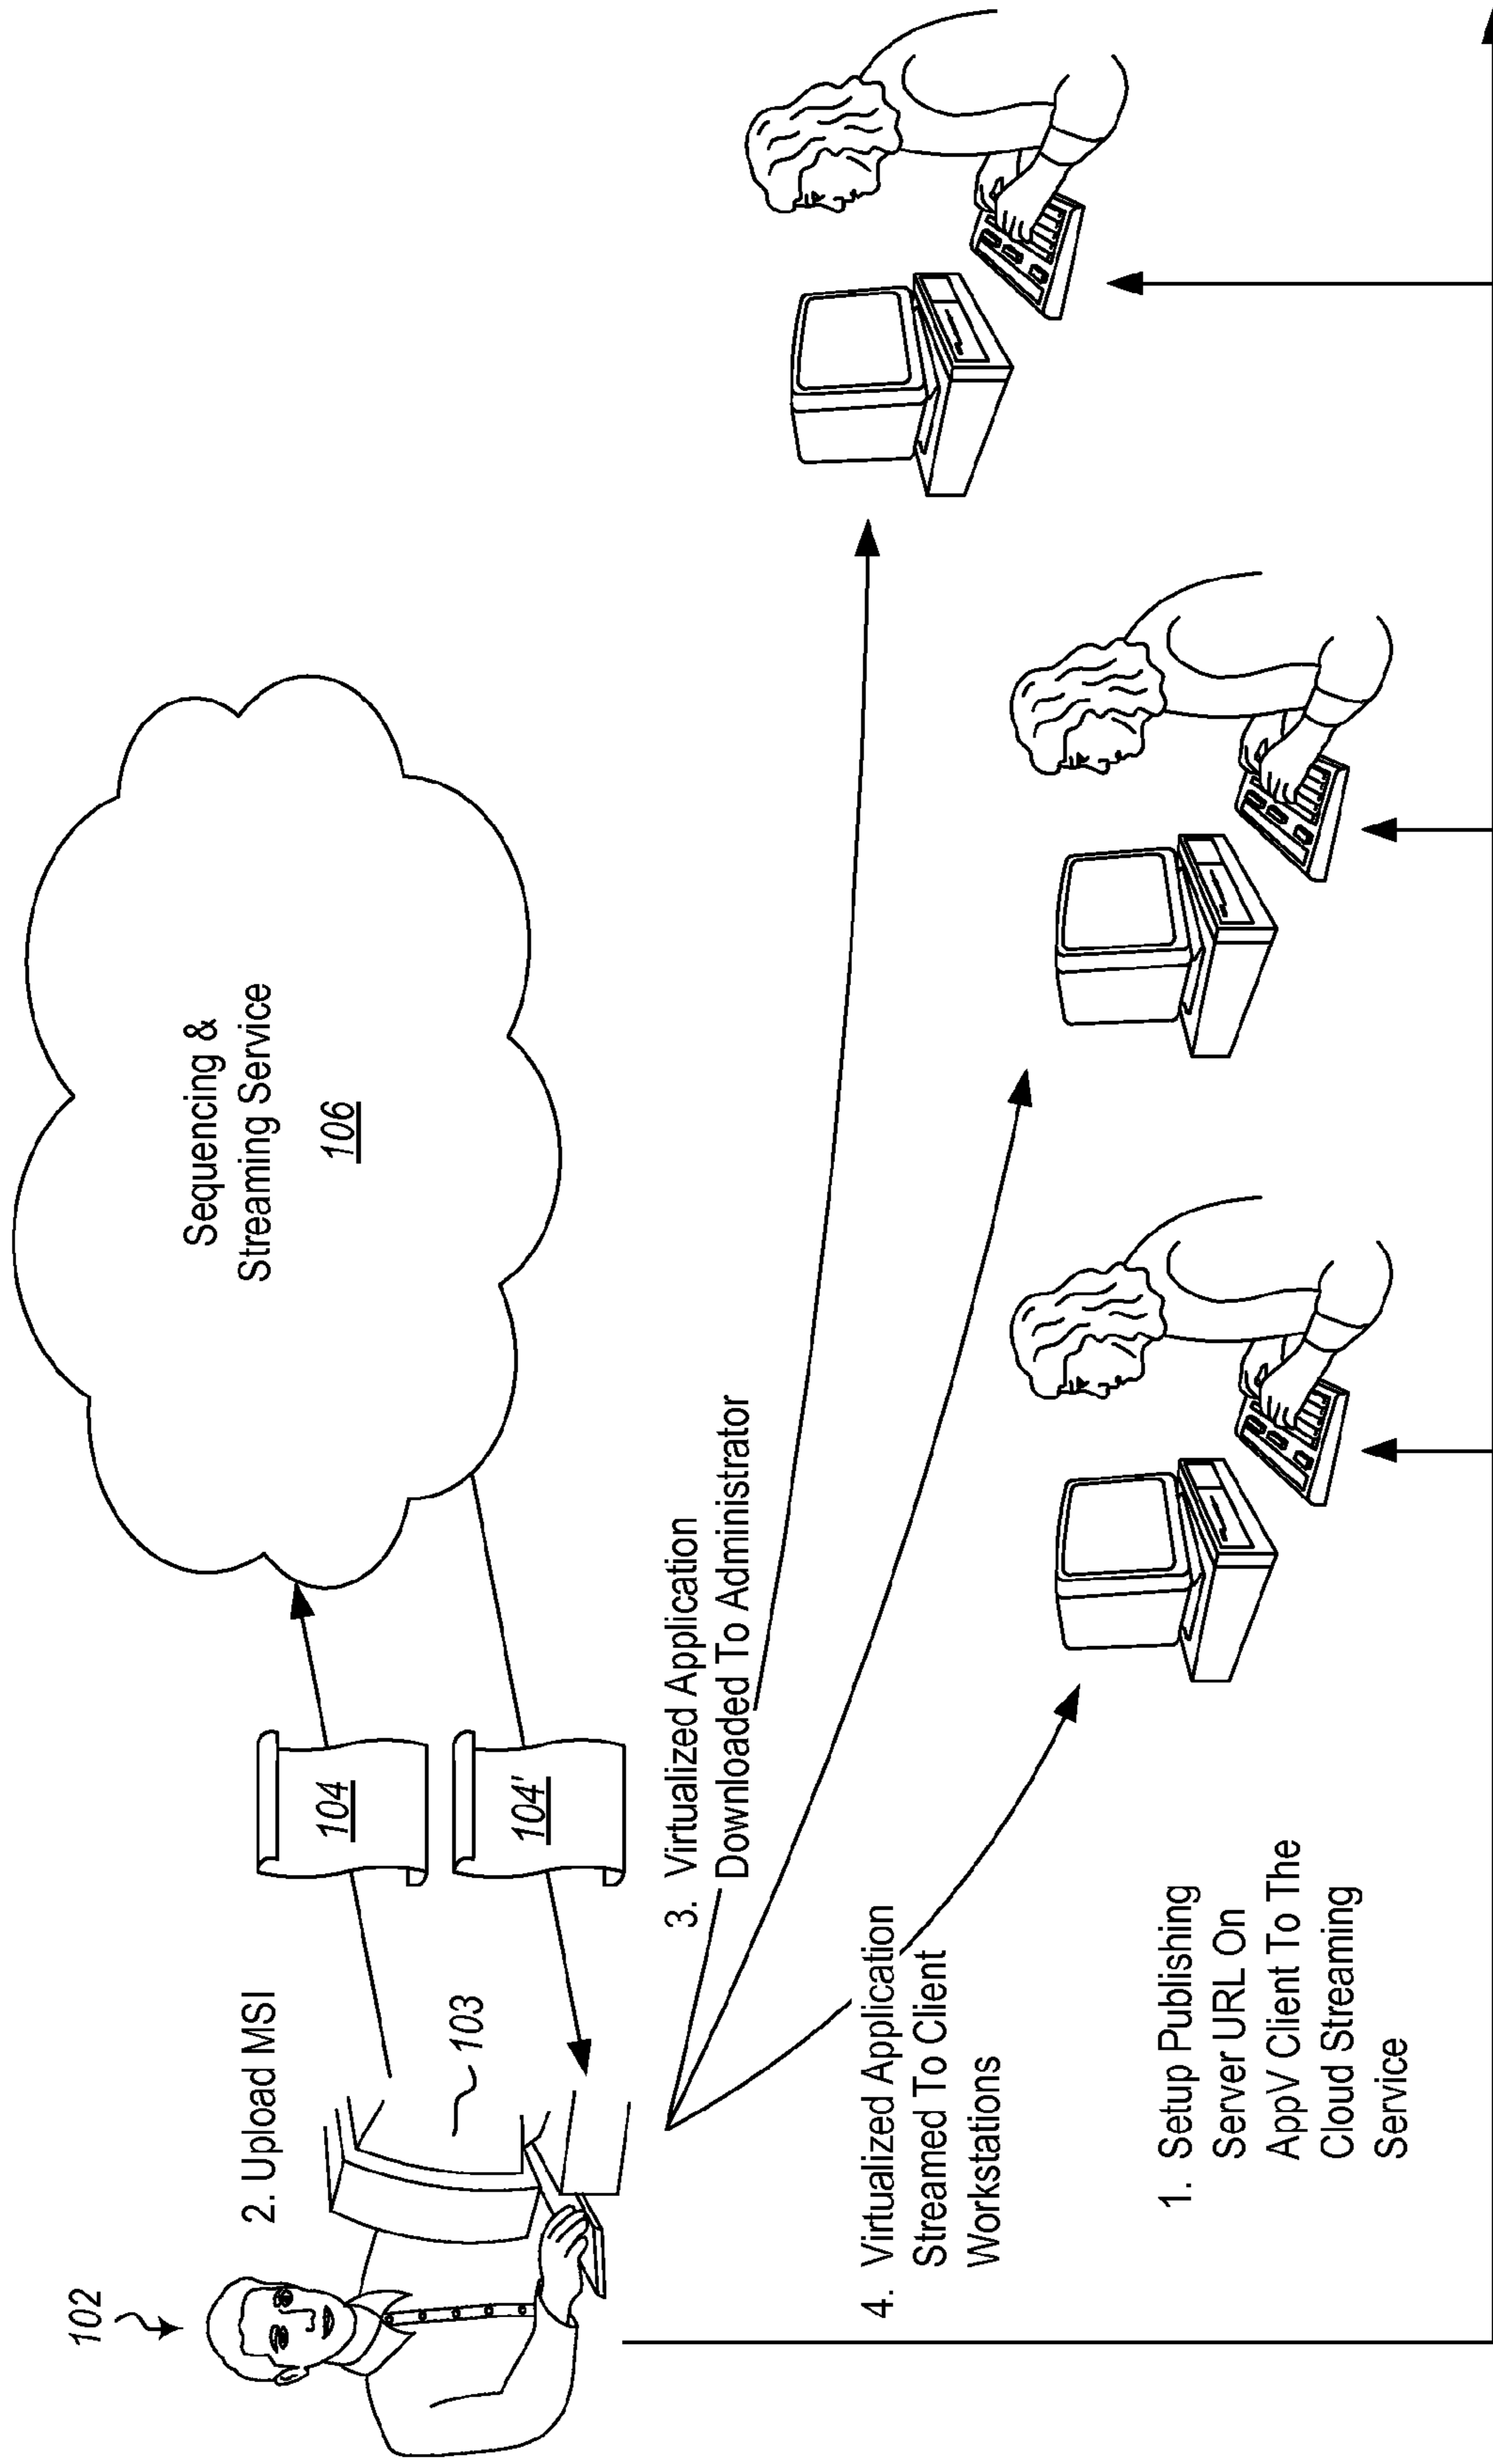 102
2. Upload MSI
103
104
104'
Sequencing &
Streaming Service
106
3. Virtualized Application
Downloaded To Administrator
4. Virtualized Application
Streamed To Client
Workstations
1. Setup Publishing
Server URL On
AppV Client To The
Cloud Streaming
Service